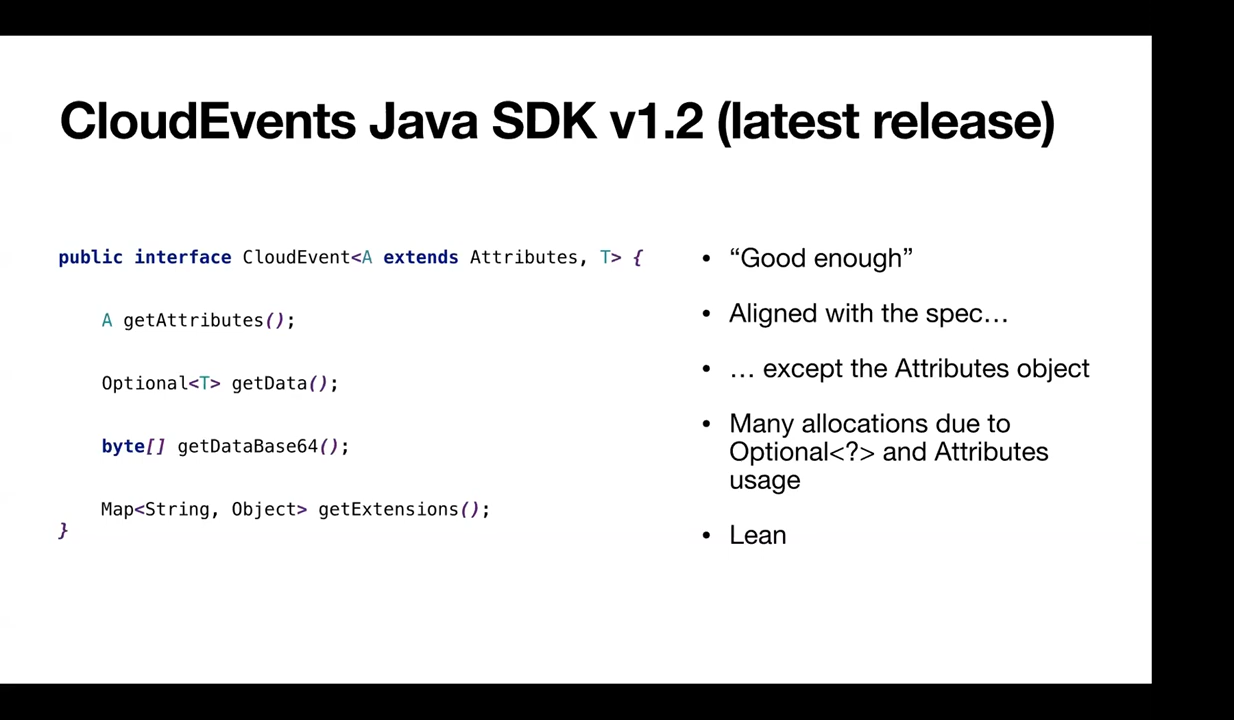 CloudEvents Java SDK v1.2 (latest release)
public interface CloudEvent<A extends Attributes, T> {
A getAttributes();
Optional<T> getData();
byte[] getDataBase64();
Map<String, Object> getExtensions();
}
• “Good enough”
• Aligned with the spec…
• … except the Attributes object
• Many allocations due to
Optional<?> and Attributes
usage
• Lean